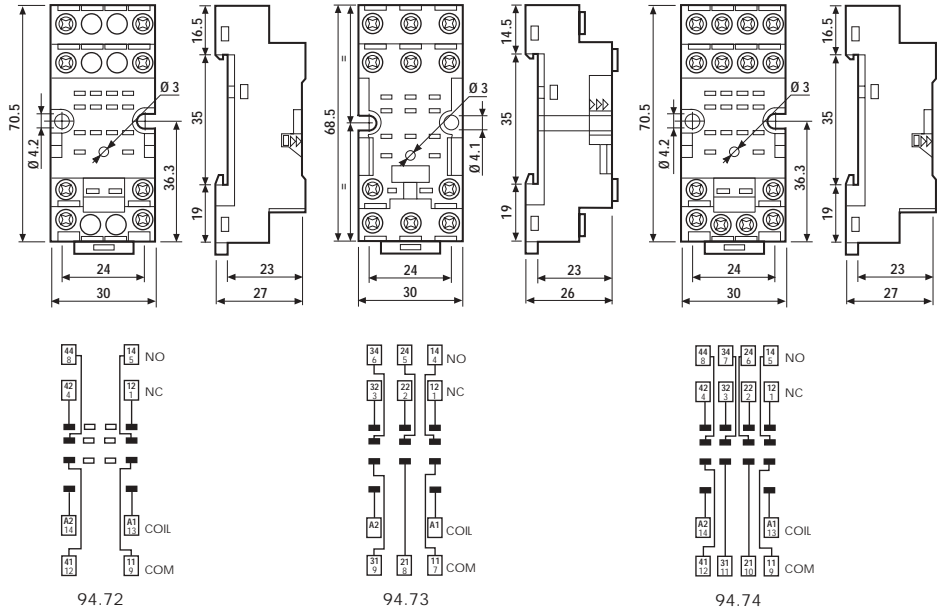 70.5
Ø 4.2
16.5
35
19
Ø 3
36.3
24
30
23
27
68.5
=
=
14.5
35
19
Ø 3
Ø 4.1
24
30
23
26
70.5
Ø 4.2
16.5
35
19
Ø 3
36.3
24
30
23
27
44 14 NO
8 5
42 12 NC
4 1
A2 A1 COIL
14 13
41 11 COM
12 9
94.72
34 24 14 NO
6 5 4
32 22 12 NC
3 2 1
A2 A1 COIL
31 21 11 COM
9 8 7
94.73
44 34 24 14 NO
8 7 6 5
42 32 22 12 NC
4 3 2 1
A2 A1 COIL
14 13
41 31 21 11 COM
12 11 10 9
94.74